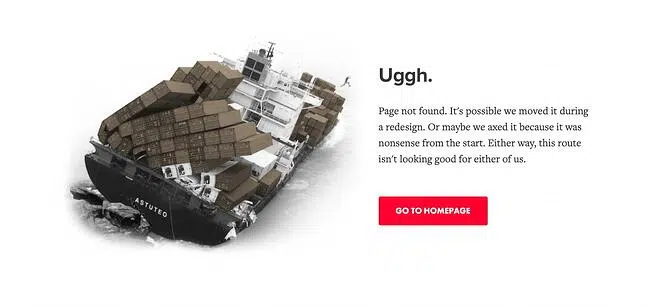 Uggh.
Page not found. It's possible we moved it during
a redesign. Or maybe we axed it because it was
nonsense from the start. Either way, this route
isn't looking good for either of us.
GO TO HOMEPAGE
ASTUTEO